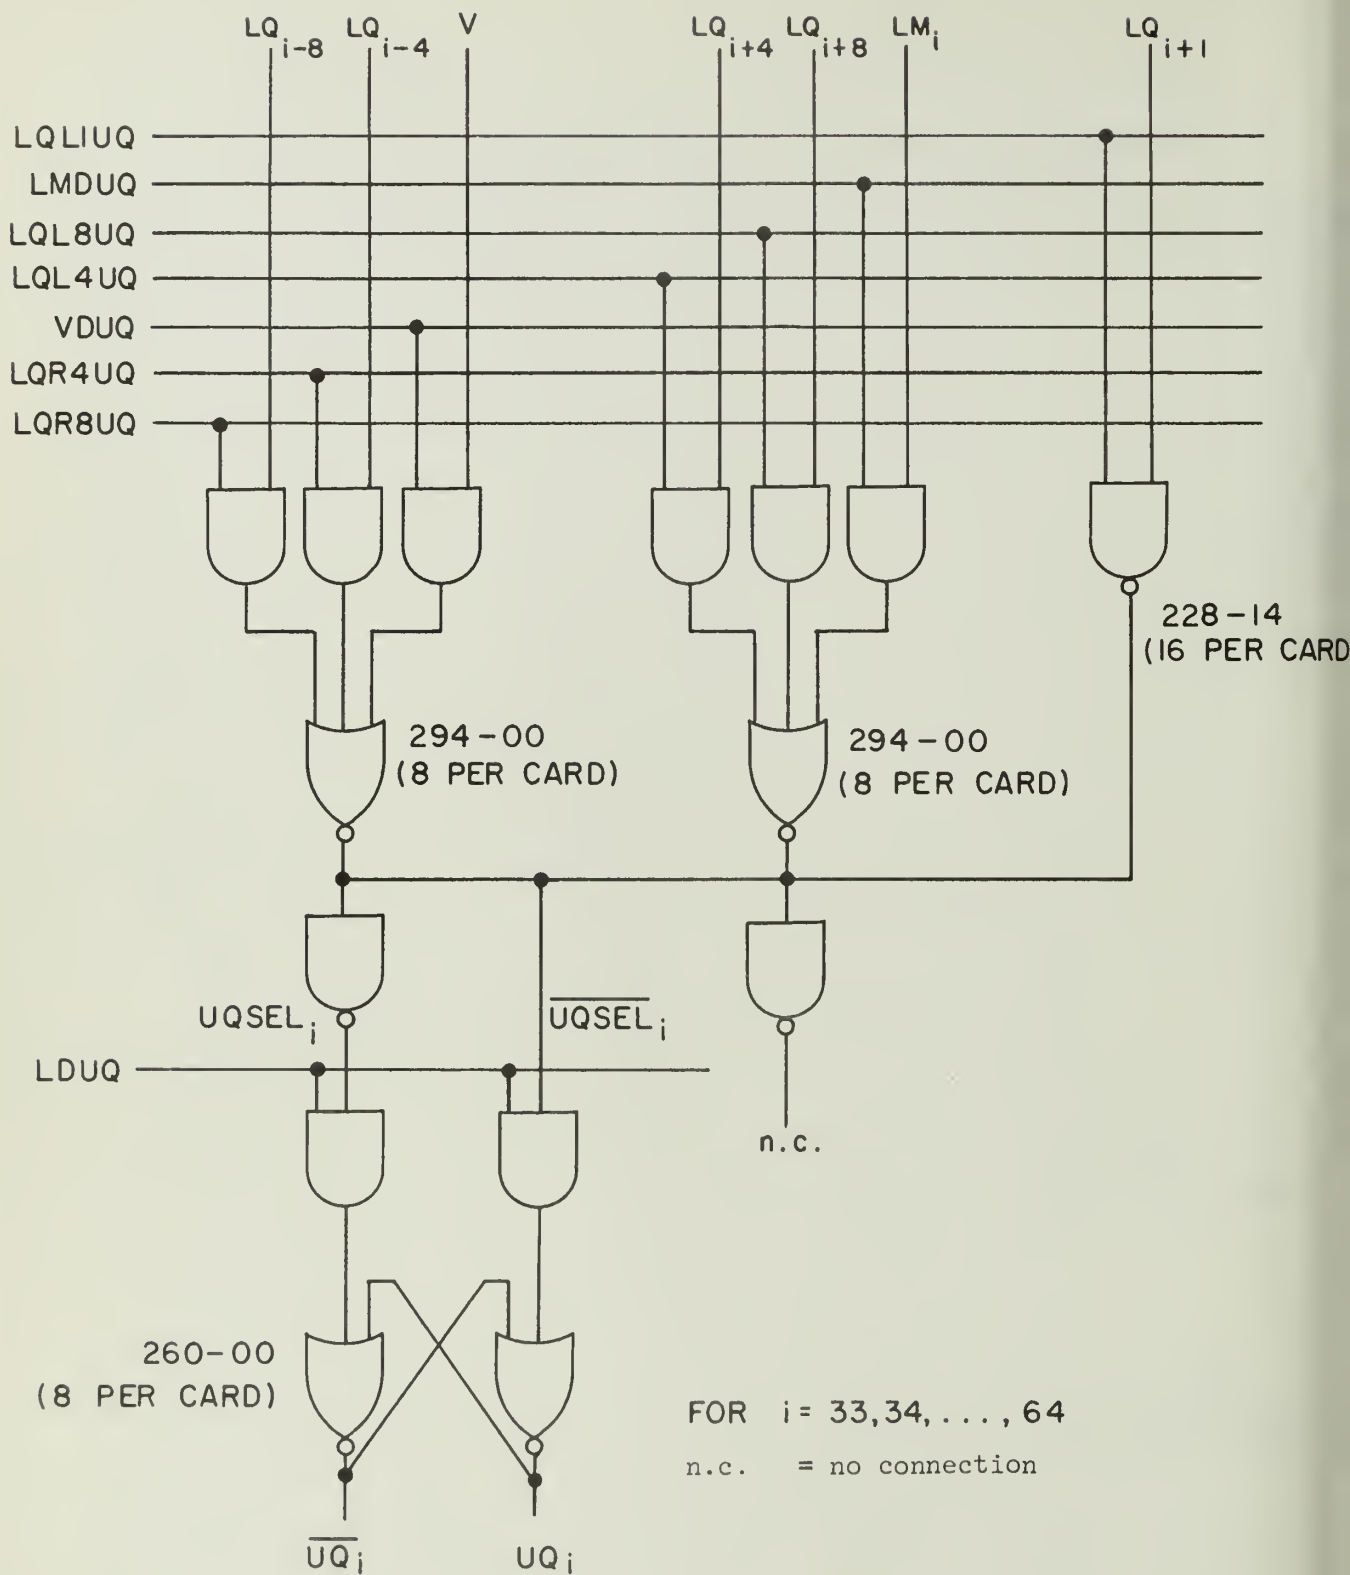 LQ i-8 LQ i-4 V LQ i+4 LQ i+8 LM i LQ i+1
LQL1UQ
LMDUQ
LQL8UQ
LQL4UQ
VDUQ
LQR4UQ
LQR8UQ
228-14
(16 PER CARD
294-00
(8 PER CARD)
294-00
(8 PER CARD)
UQSEL i
UQSEL i
LDUQ
n.c.
260-00
(8 PER CARD)
FOR i = 33,34,...,64
n.c. = no connection
UQ i UQ i